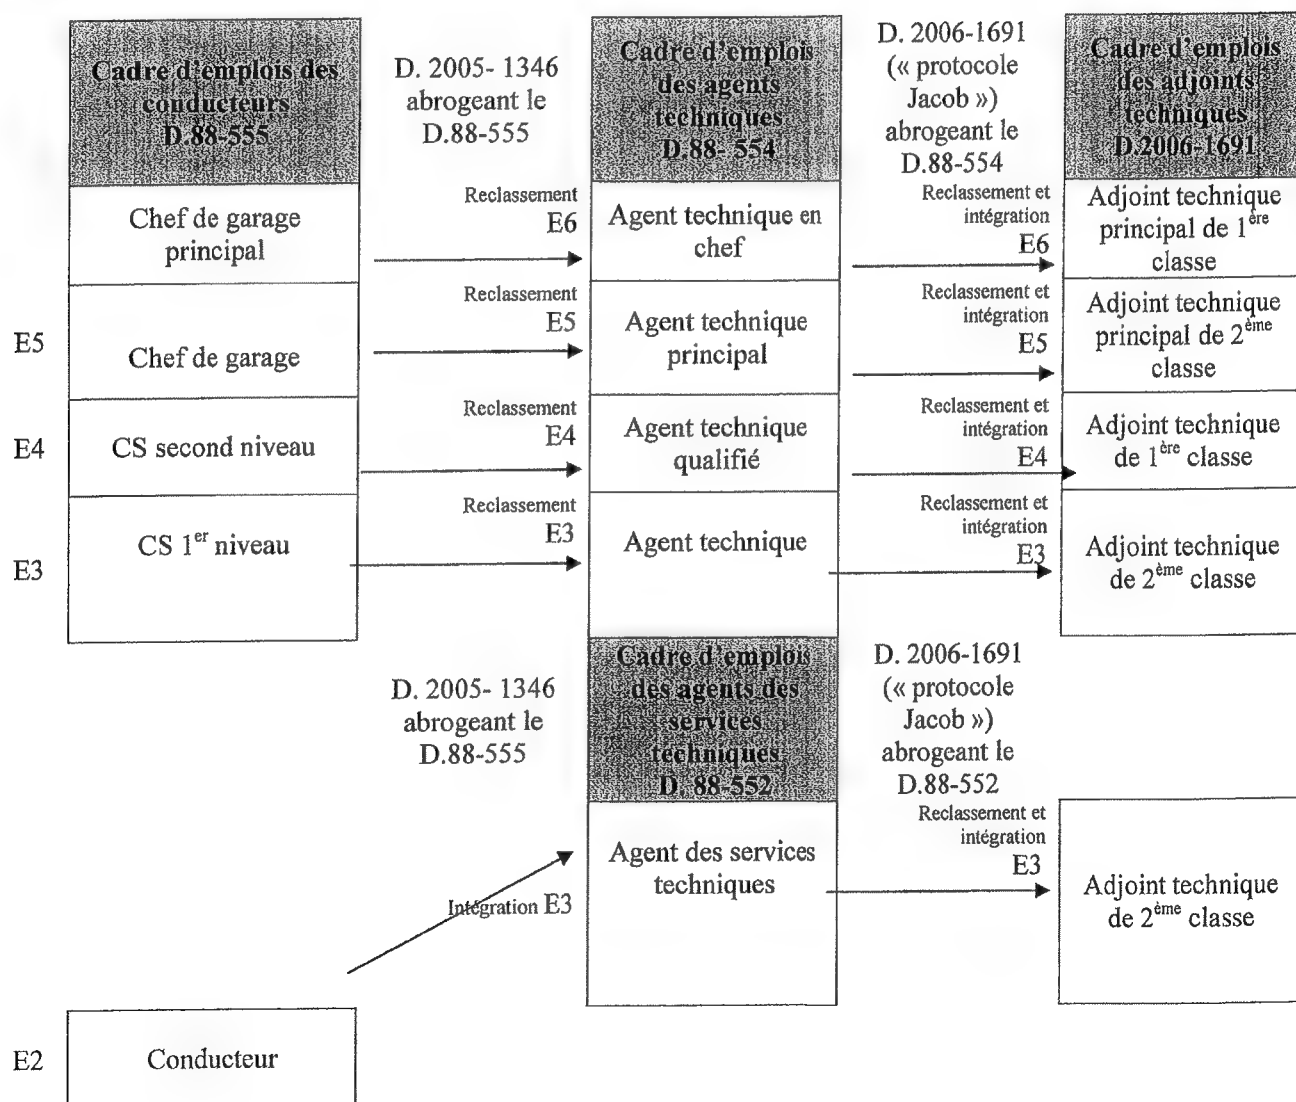 Cadre d'emplois des
conducteurs
D.88-555
D. 2005- 1346
abrogeant le
D.88-555
Cadre d'emplois
des agents
techniques
D.88- 554
D. 2006-1691
(« protocole
Jacob »)
abrogeant le
D.88-554
Cadre d'emplois
des adjoints
techniques
D.2006-1691
Chef de garage
principal
Reclassement
E6
Agent technique en
chef
Reclassement et
intégration
E6
Adjoint technique
principal de 1ère
classe
E5
Chef de garage
Reclassement
E5
Agent technique
principal
Reclassement et
intégration
E5
Adjoint technique
principal de 2ème
classe
E4
CS second niveau
Reclassement
E4
Agent technique
qualifié
Reclassement et
intégration
E4
Adjoint technique
de 1ère classe
E3
CS 1er niveau
Reclassement
E3
Agent technique
Reclassement et
intégration
E3
Adjoint technique
de 2ème classe
D. 2005- 1346
abrogeant le
D.88-555
Cadre d'emplois
des agents des
services
techniques
D 88-552
D. 2006-1691
(« protocole
Jacob »)
abrogeant le
D.88-552
Intégration E3
Agent des services
techniques
Reclassement et
intégration
E3
Adjoint technique
de 2ème classe
E2
Conducteur